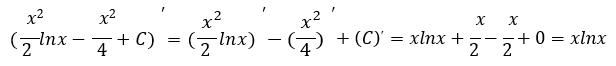 (x²/2 lnx − x²/4 + C)′ = (x²/2 lnx)′ − (x²/4)′ + (C)′ = xlnx + x/2 − x/2 + 0 = xlnx